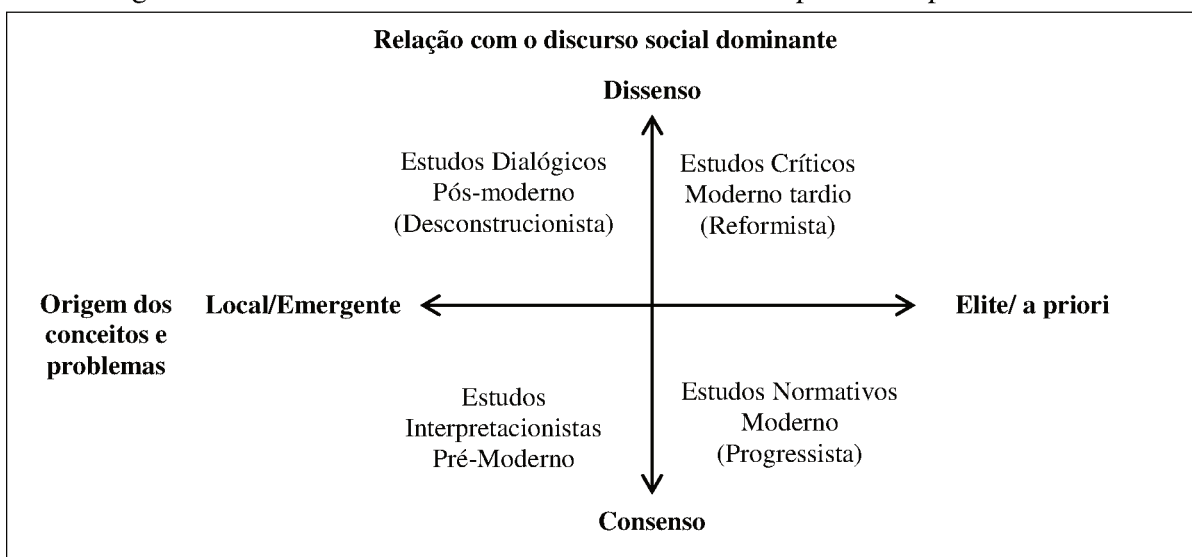 Relação com o discurso social dominante
Dissenso
Estudos Dialógicos
Pós-moderno
(Desconstrucionista)
Estudos Críticos
Moderno tardio
(Reformista)
Origem dos
conceitos e
problemas
Local/Emergente
Elite/ a priori
Estudos
Interpretacionistas
Pré-Moderno
Estudos Normativos
Moderno
(Progressista)
Consenso